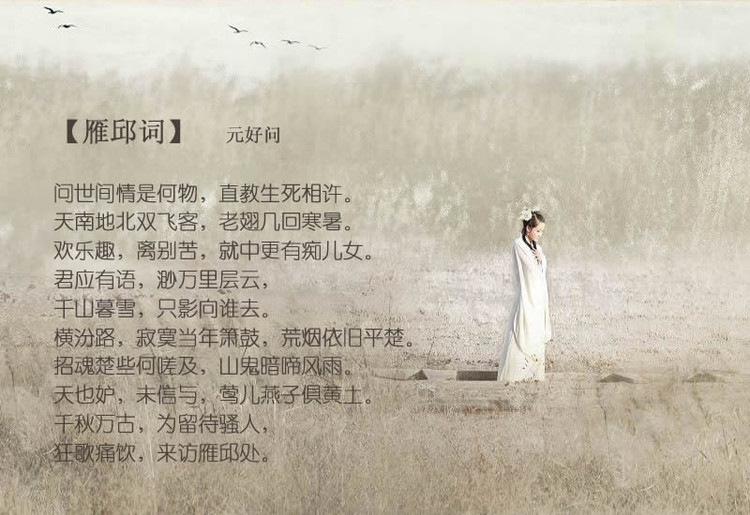 【雁邱词】 元好问
问世间情是何物，直教生死相许。
天南地北双飞客，老翅几回寒暑。
欢乐趣，离别苦，就中更有痴儿女。
君应有语，渺万里层云，
千山暮雪，只影向谁去。
横汾路，寂寞当年箫鼓，荒烟依旧平楚。
招魂楚些何嗟及，山鬼暗啼风雨。
天也妒，未信与，莺儿燕子俱黄土。
千秋万古，为留待骚人，
狂歌痛饮，来访雁邱处。